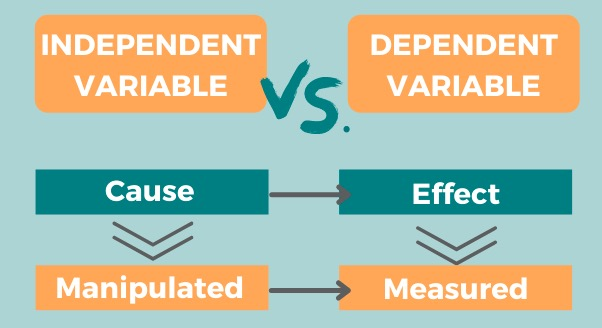 INDEPENDENT
VARIABLE
VS.
DEPENDENT
VARIABLE
Cause
Effect
Manipulated
Measured